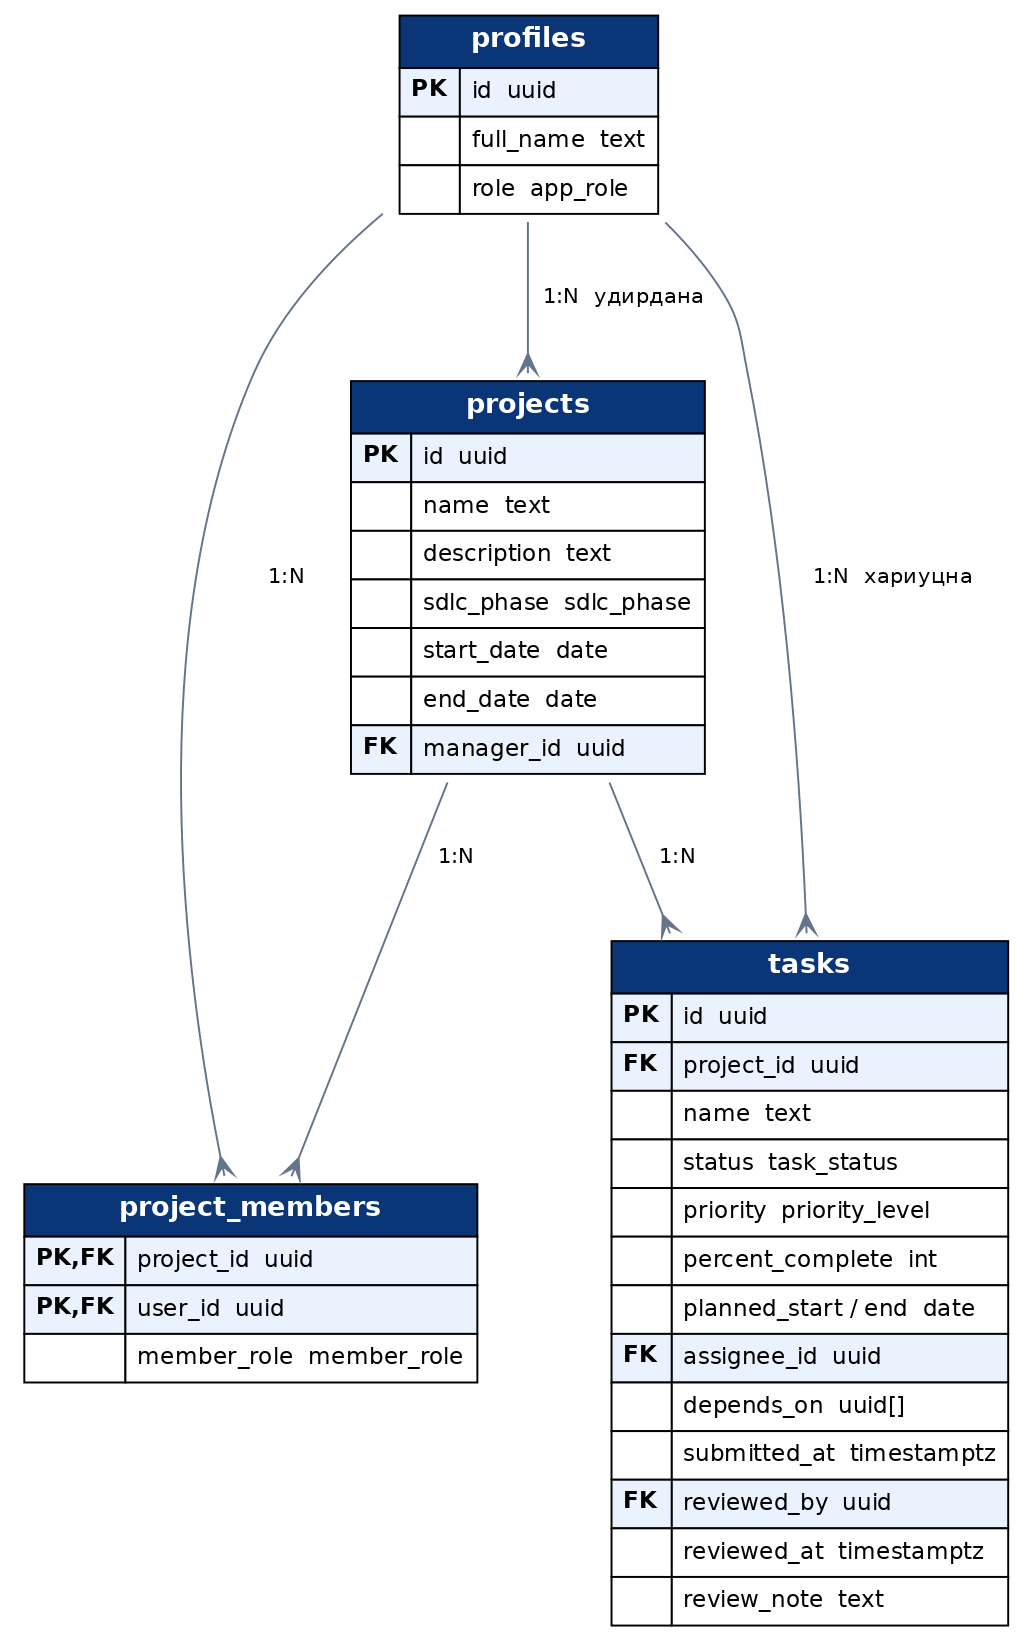 profiles
PK id uuid
full_name text
role app_role
1:N удирдана
projects
PK id uuid
name text
description text
sdlc_phase sdlc_phase
start_date date
end_date date
FK manager_id uuid
1:N
1:N хариуцна
1:N
1:N
tasks
PK id uuid
FK project_id uuid
name text
status task_status
priority priority_level
percent_complete int
planned_start / end date
FK assignee_id uuid
depends_on uuid[]
submitted_at timestamptz
FK reviewed_by uuid
reviewed_at timestamptz
review_note text
project_members
PK,FK project_id uuid
PK,FK user_id uuid
member_role member_role